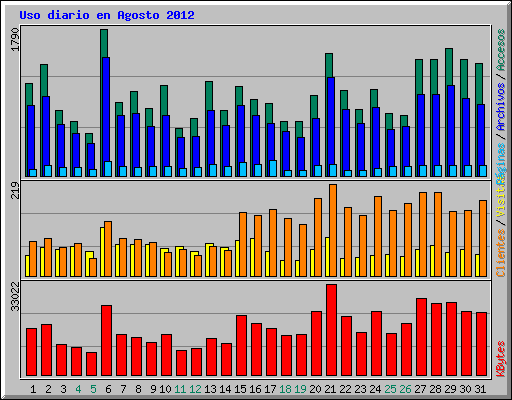 Uso diario en Agosto 2012
1790
219
33022
KBytes
Clientes / visitas
Páginas / Archivos / Accesos
1 2 3 4 5 6 7 8 9 10 11 12 13 14 15 16 17 18 19 20 21 22 23 24 25 26 27 28 29 30 31